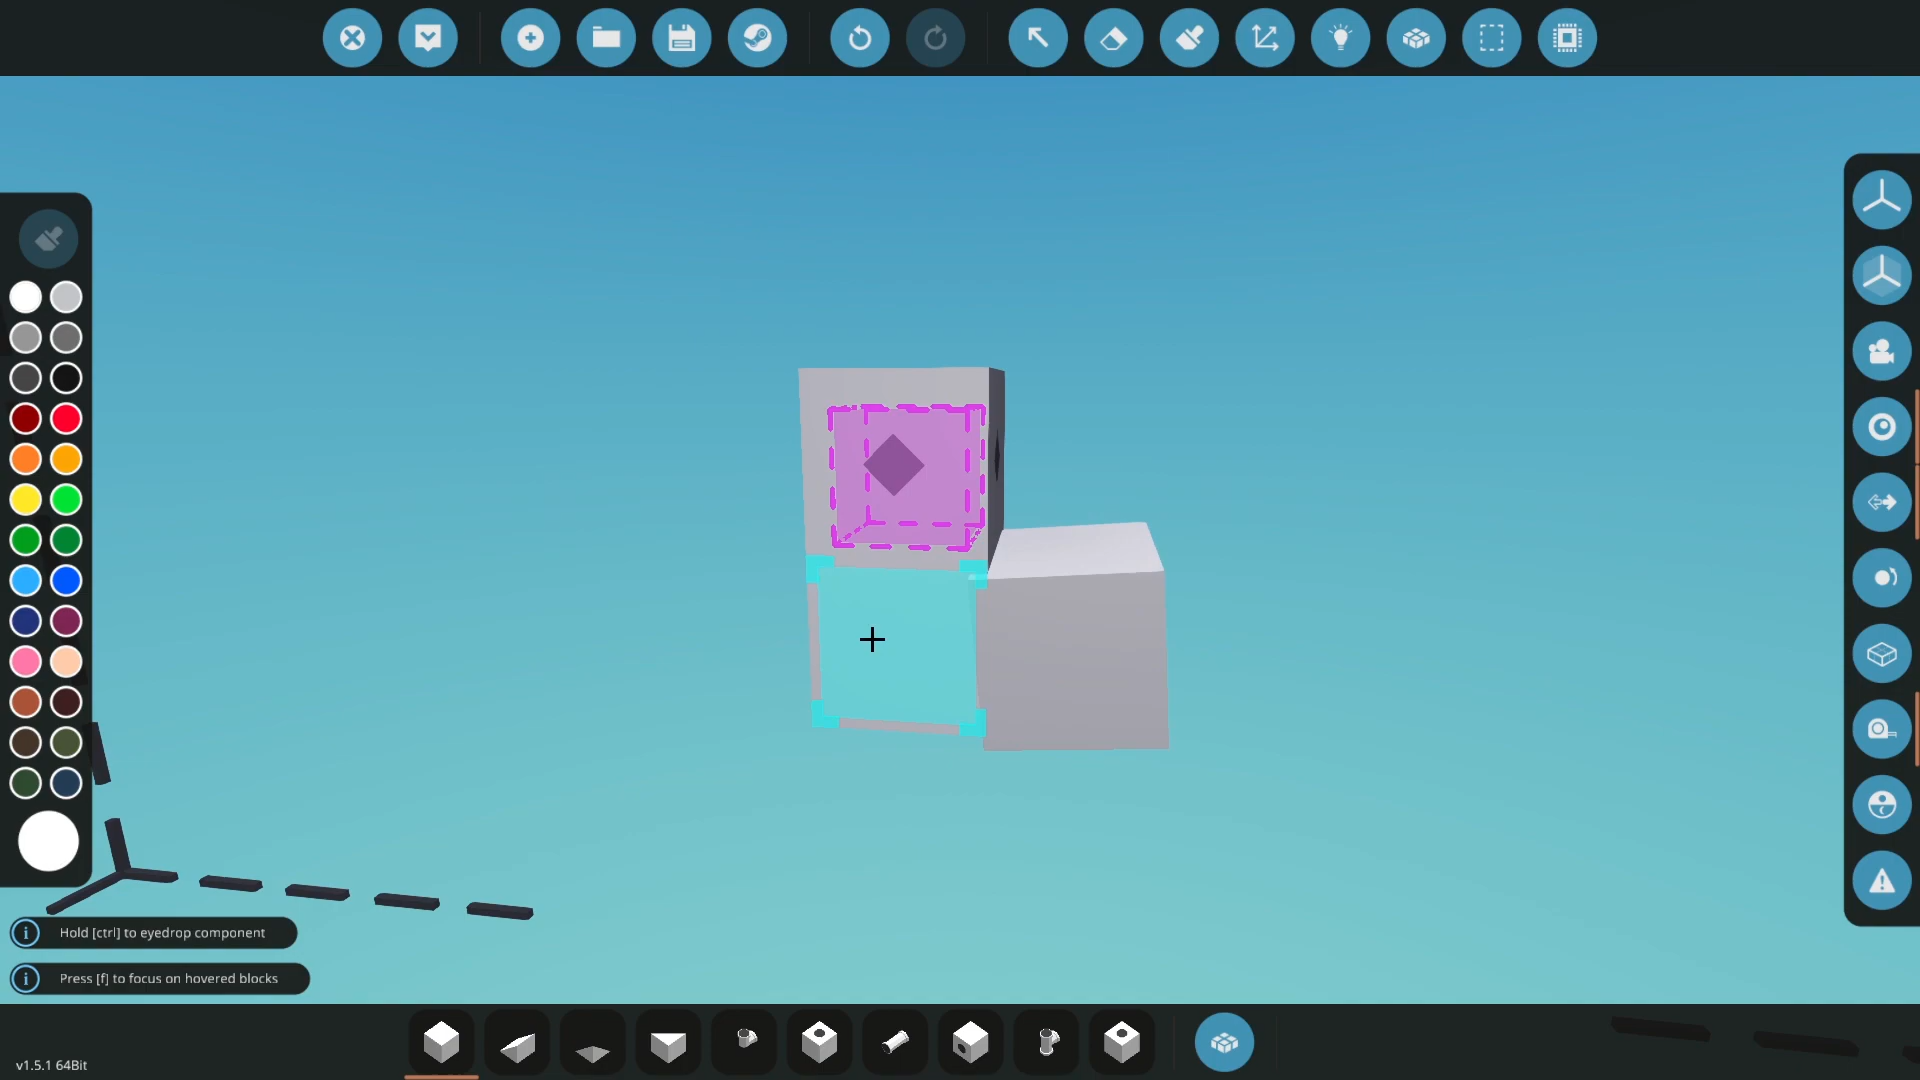 Hold [ctrl] to eyedrop component
Press [f] to focus on hovered blocks
v1.5.1 64Bit